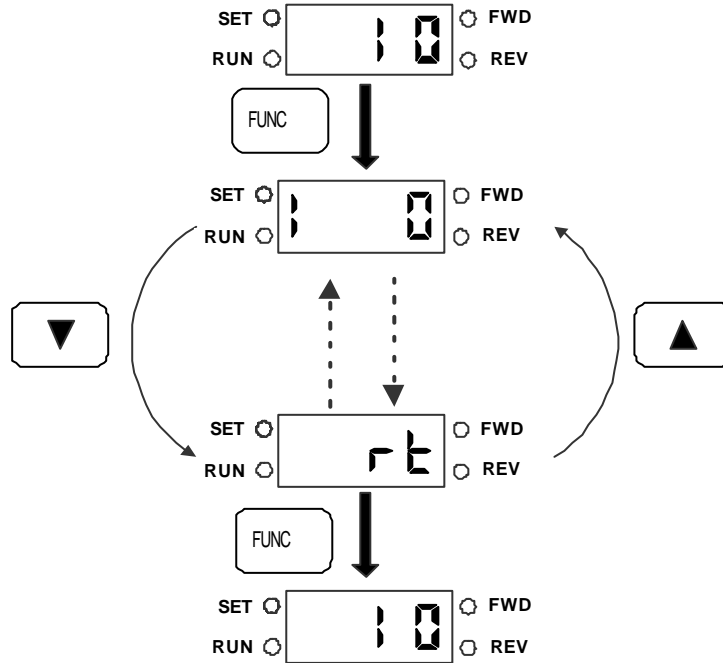 SET 10 FWD
RUN REV
FUNC
SET 1 0 FWD
RUN REV
▼ ▲
SET rt FWD
RUN REV
FUNC
SET 10 FWD
RUN REV